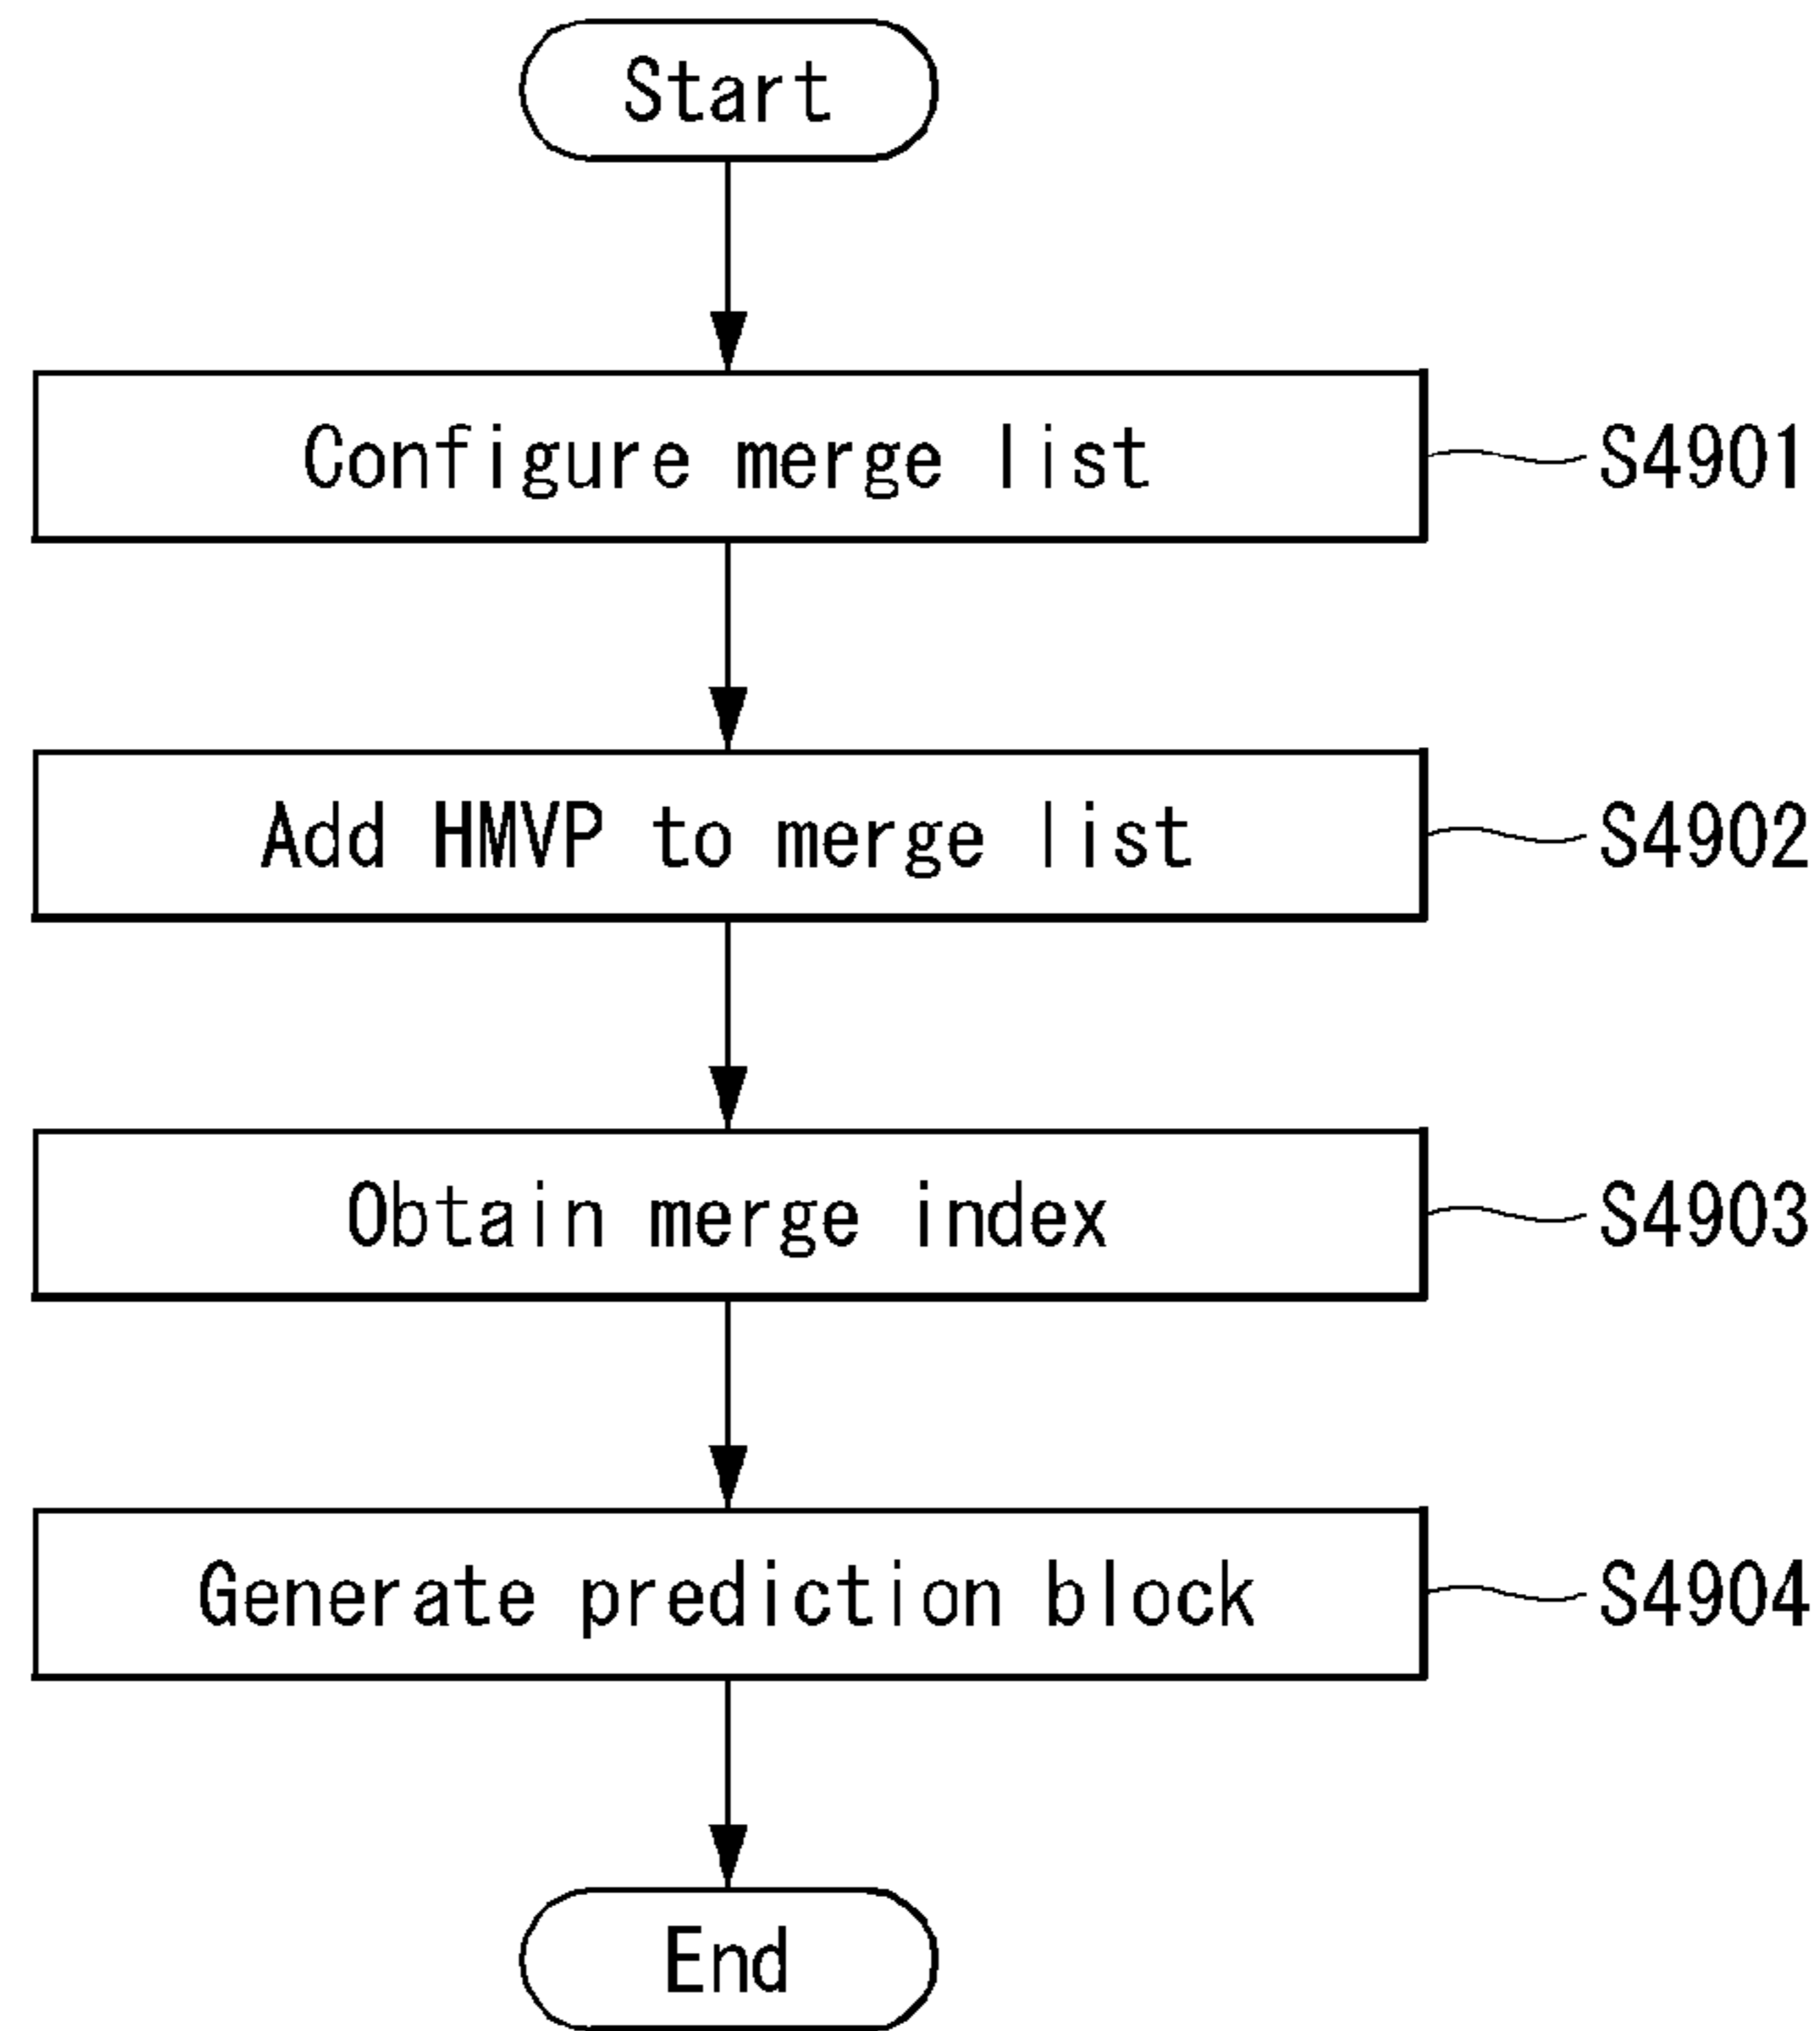 Start
Configure merge list
S4901
Add HMVP to merge list
S4902
Obtain merge index
S4903
Generate prediction block
S4904
End